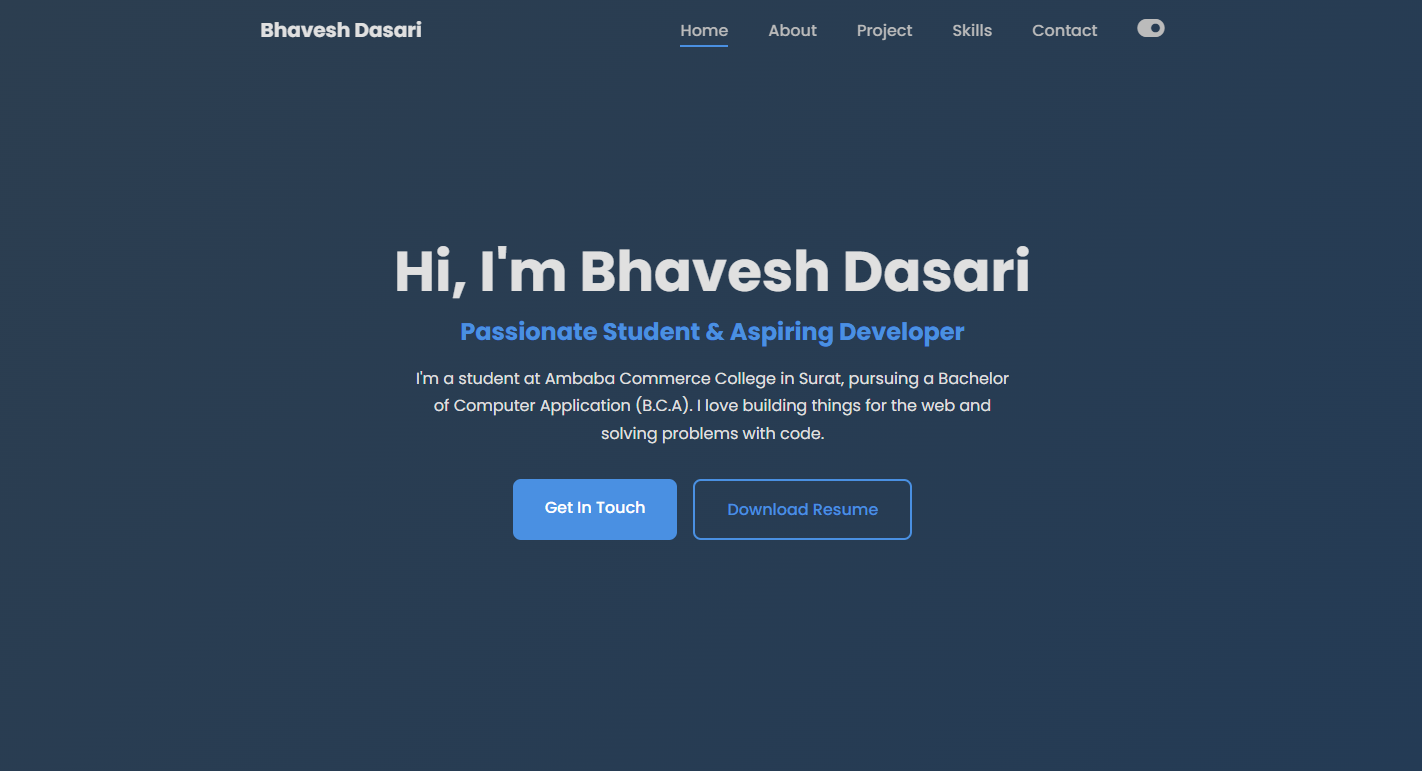 Bhavesh Dasari
Home About Project Skills Contact
Hi, I'm Bhavesh Dasari
Passionate Student & Aspiring Developer
I'm a student at Ambaba Commerce College in Surat, pursuing a Bachelor
of Computer Application (B.C.A). I love building things for the web and
solving problems with code.
Get In Touch
Download Resume